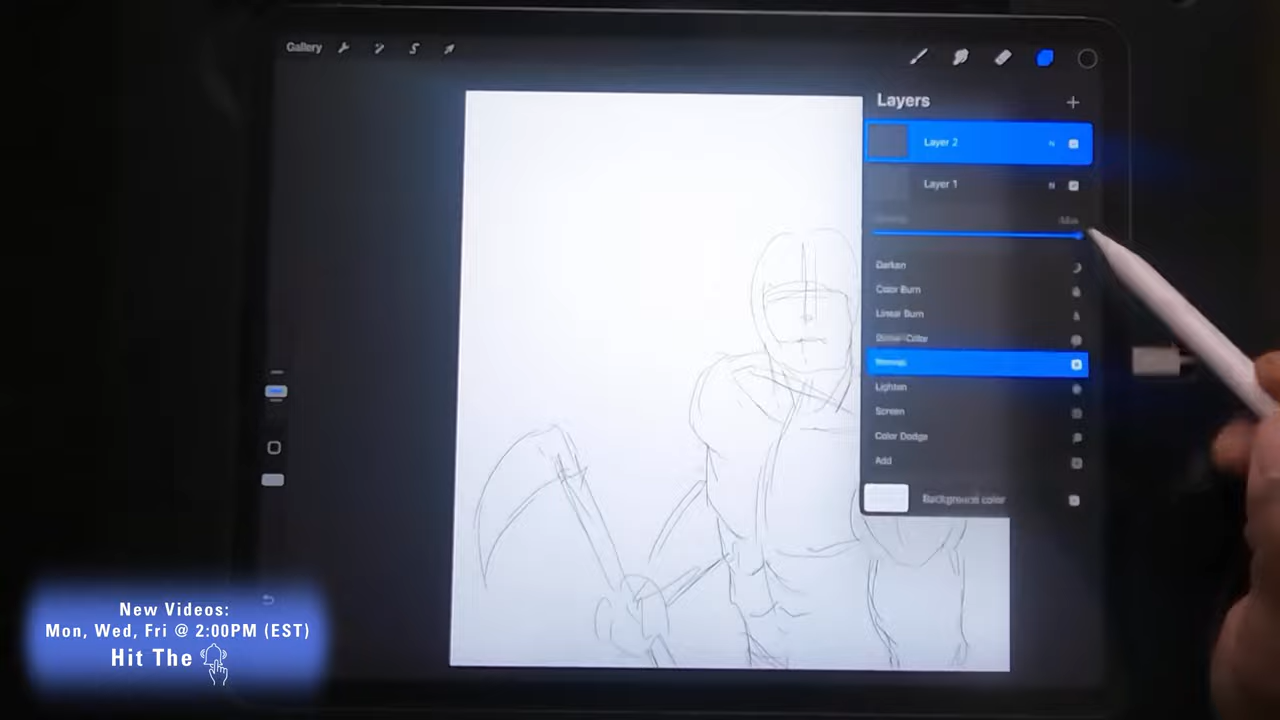 Gallery
Layers
Layer 2
N
Layer 1
N
Darken
Color Burn
Linear Burn
Color
Lighten
Screen
Color Dodge
Add
Background color
New Videos:
Mon, Wed, Fri @ 2:00PM (EST)
Hit The